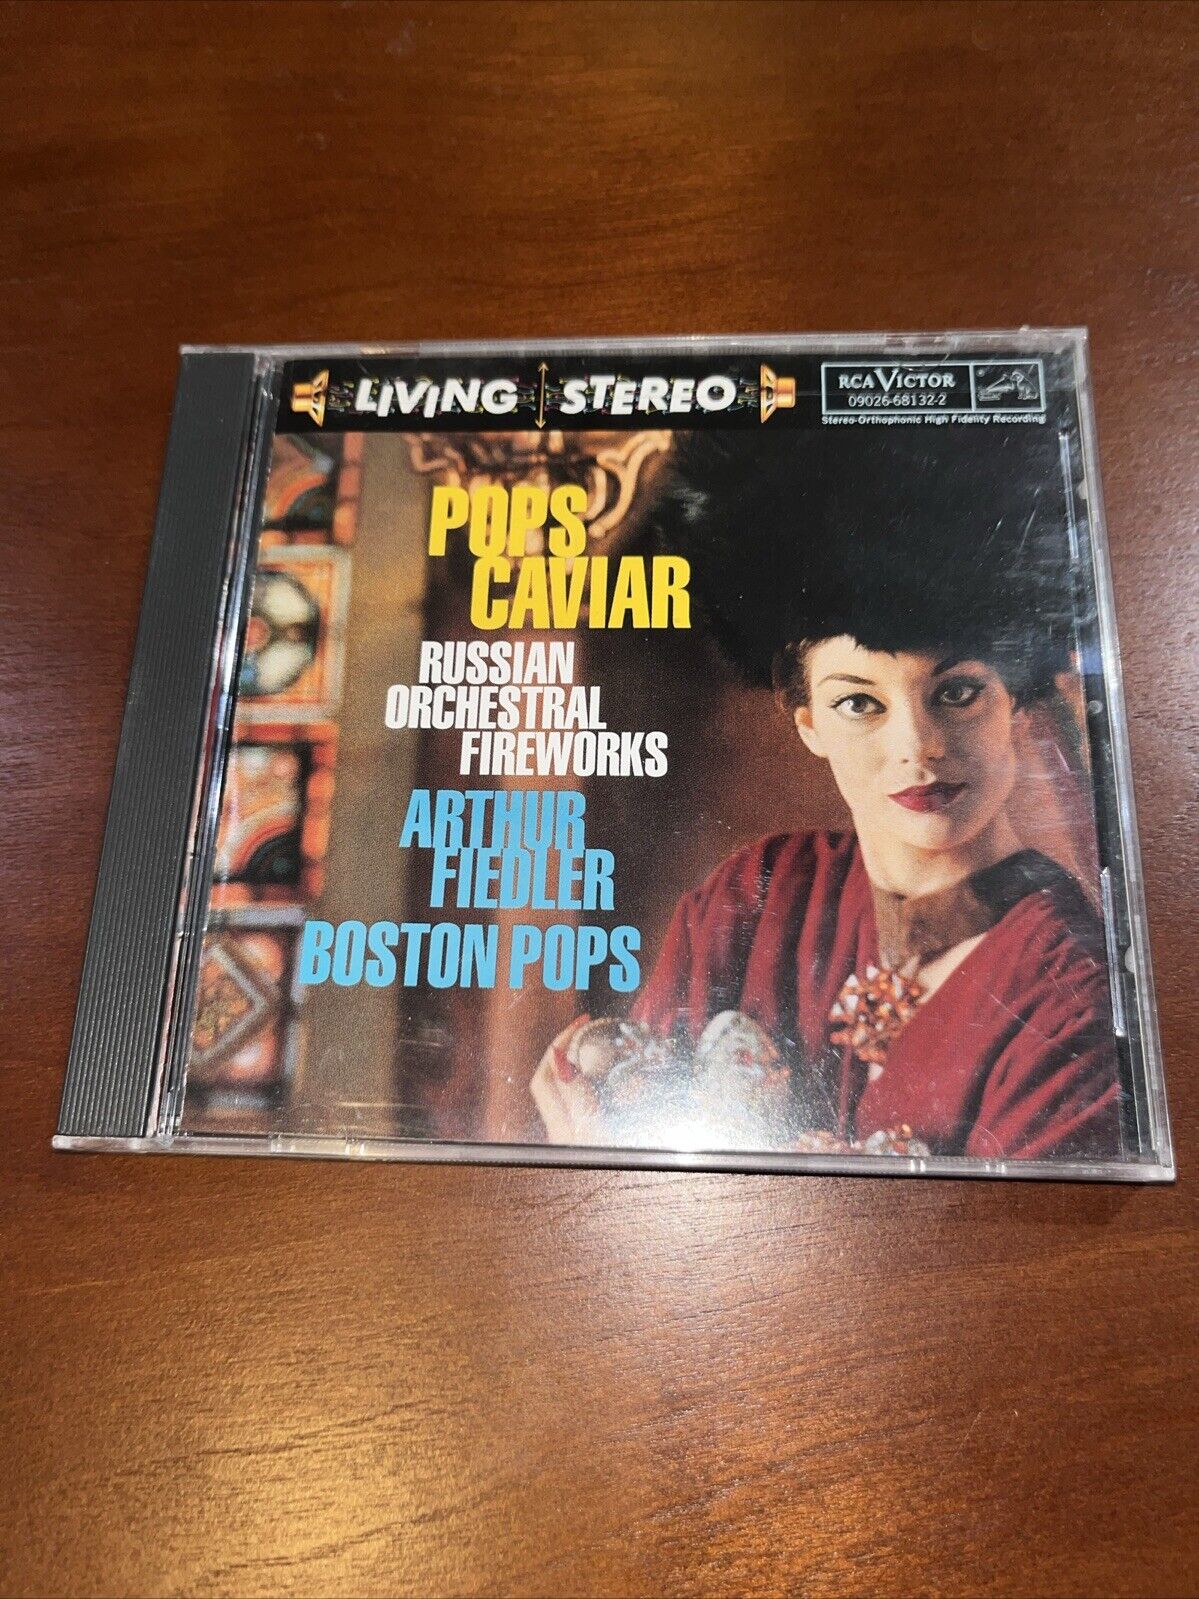 LIVING STEREO
RCA VICTOR
09026-68132-2
Stereo-Orthophonic High Fidelity Recording
POPS
CAVIAR
RUSSIAN
ORCHESTRAL
FIREWORKS
ARTHUR
FIEDLER
BOSTON POPS